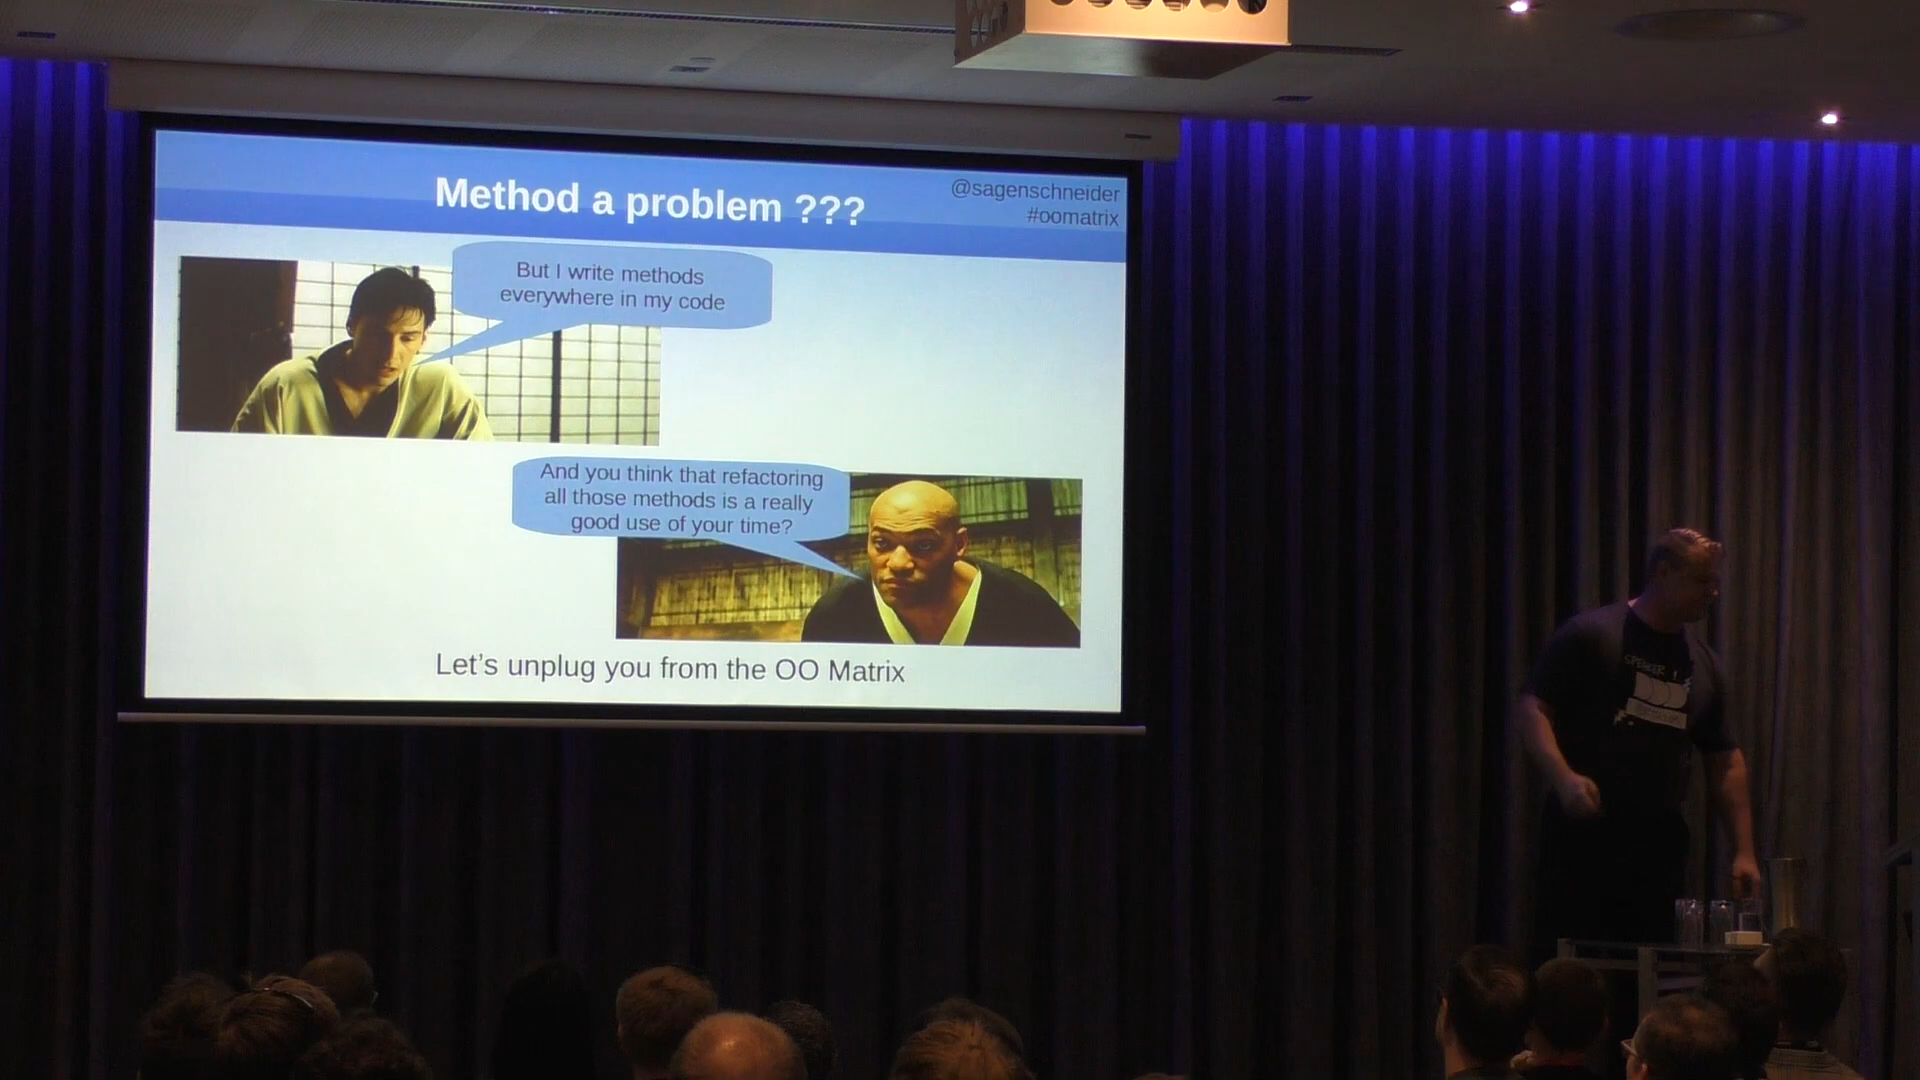 Method a problem ???
@sagenschneider
#oomatrix
But I write methods
everywhere in my code
And you think that refactoring
all those methods is a really
good use of your time?
Let's unplug you from the OO Matrix
SPEAKER